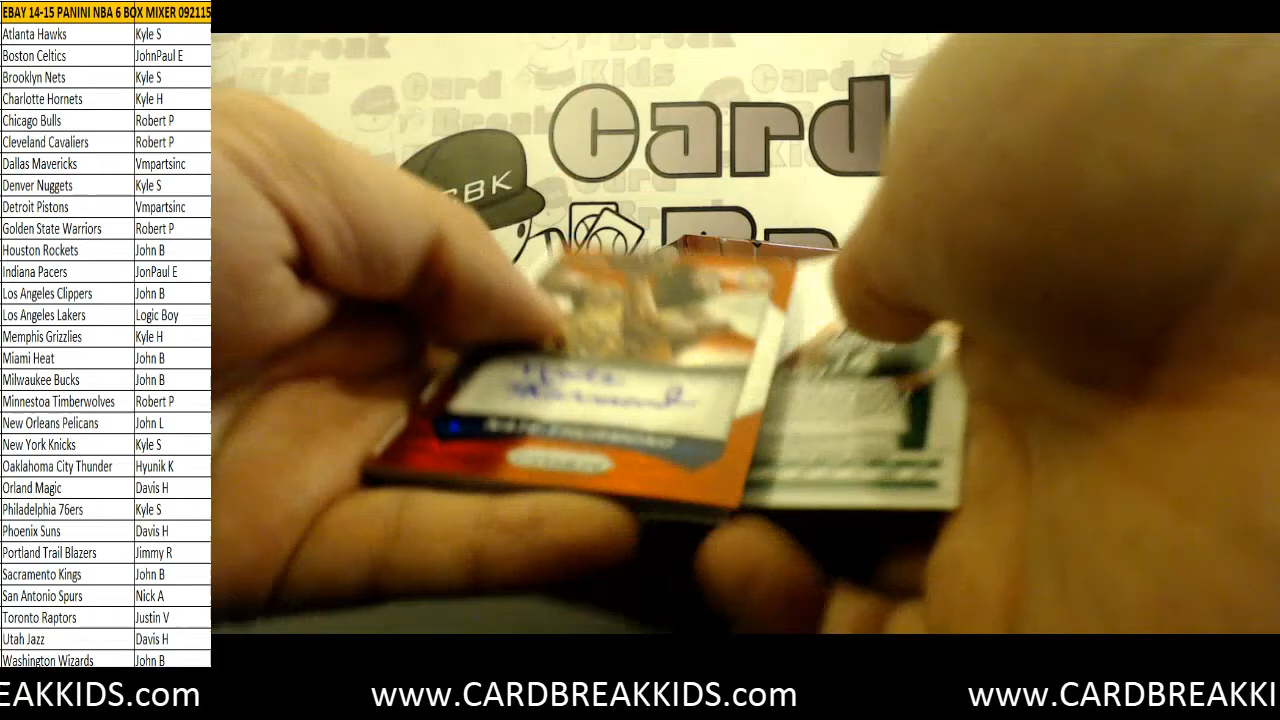 EBAY 14-15 PANINI NBA 6 BOX MIXER 092115
Atlanta Hawks Kyle S
Boston Celtics JohnPaul E
Brooklyn Nets Kyle S
Charlotte Hornets Kyle H
Chicago Bulls Robert P
Cleveland Cavaliers Robert P
Dallas Mavericks Vmpartsinc
Denver Nuggets Kyle S
Detroit Pistons Vmpartsinc
Golden State Warriors Robert P
Houston Rockets John B
Indiana Pacers JonPaul E
Los Angeles Clippers John B
Los Angeles Lakers Logic Boy
Memphis Grizzlies Kyle H
Miami Heat John B
Milwaukee Bucks John B
Minnestoa Timberwolves Robert P
New Orleans Pelicans John L
New York Knicks Kyle S
Oaklahoma City Thunder Hyunik K
Orland Magic Davis H
Philadelphia 76ers Kyle S
Phoenix Suns Davis H
Portland Trail Blazers Jimmy R
Sacramento Kings John B
San Antonio Spurs Nick A
Toronto Raptors Justin V
Utah Jazz Davis H
Washington Wizards John B
Card
CBK
EAKKIDS.com www.CARDBREAKKIDS.com www.CARDBREAKKI